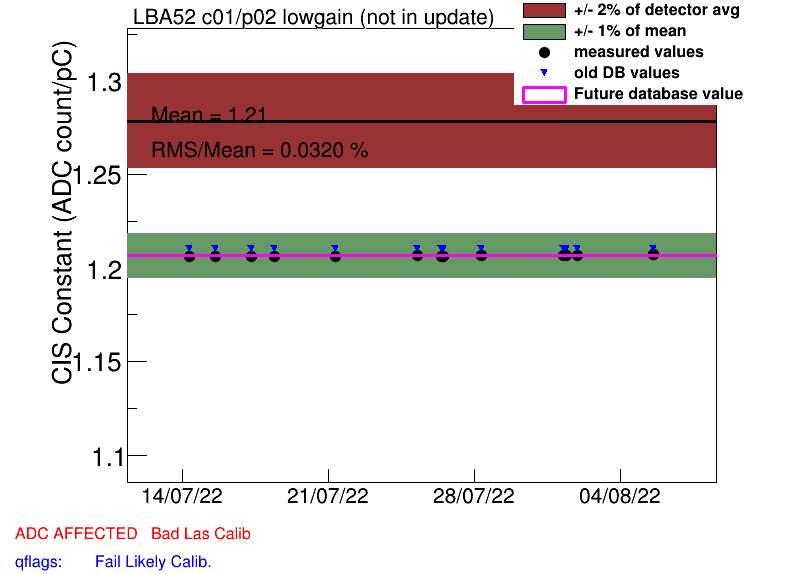 LBA52 c01/p02 lowgain (not in update)
+/- 2% of detector avg
+/- 1% of mean
measured values
old DB values
Future database value
Mean = 1.21
RMS/Mean = 0.0320 %
CIS Constant (ADC count/pC)
1.3
1.25
1.2
1.15
1.1
14/07/22 21/07/22 28/07/22 04/08/22
ADC AFFECTED Bad Las Calib
qflags: Fail Likely Calib.